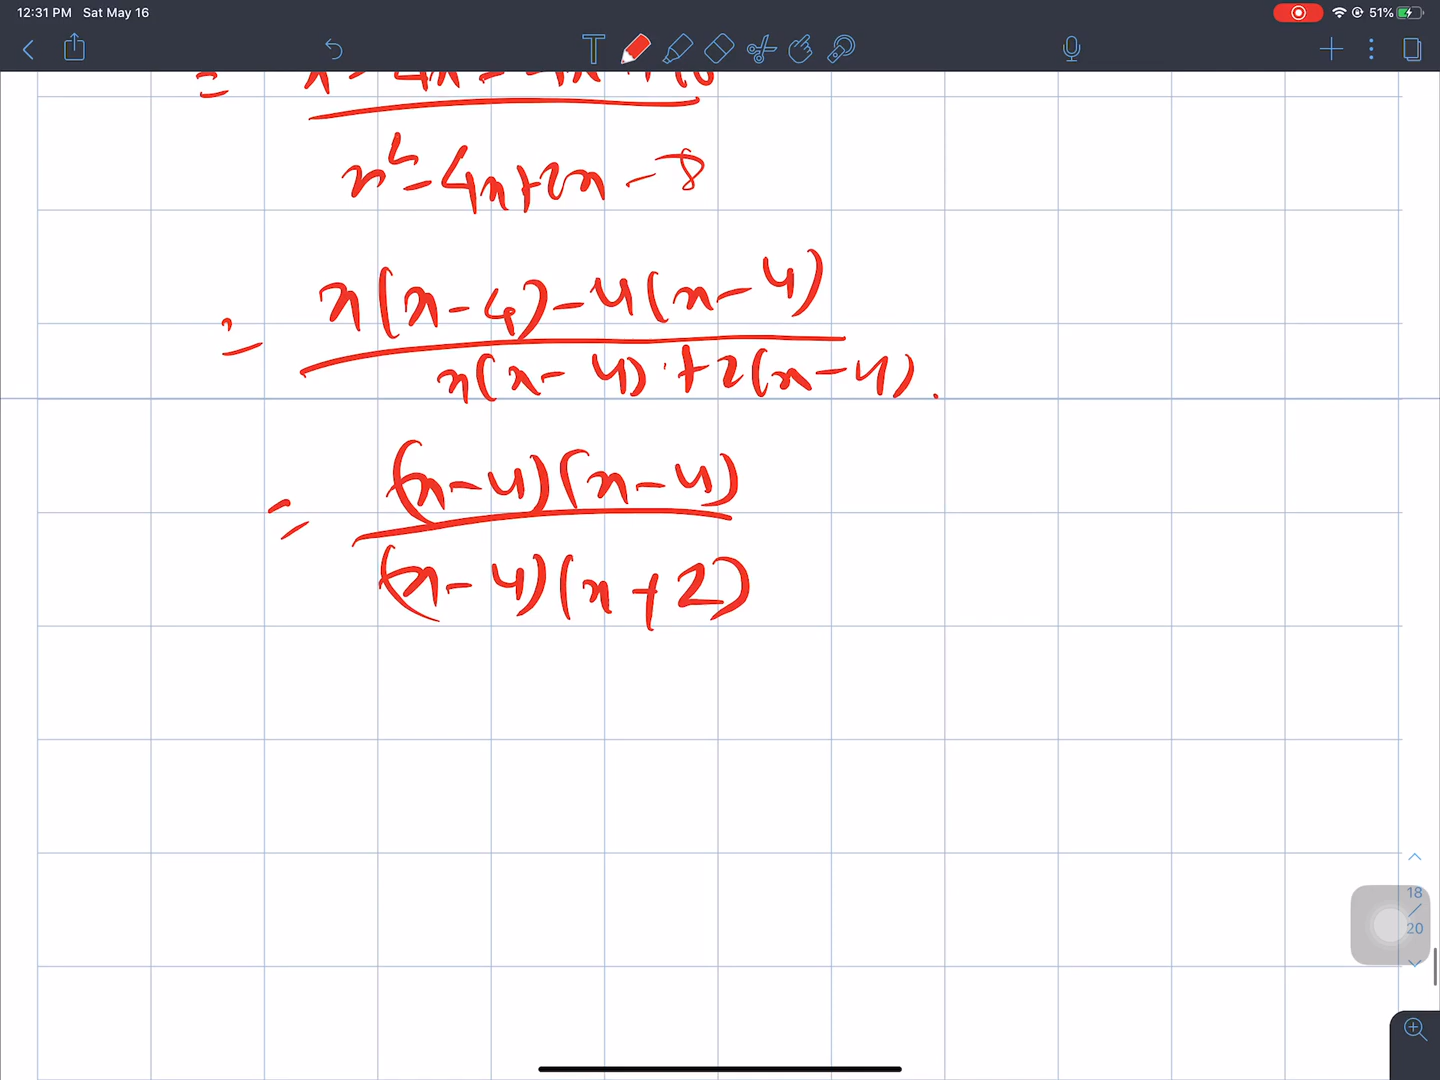 12:31 PM Sat May 16 51%
=
x² - 4x + 2x - 8
= x(x-4) - 4(x-4)
x(x-4) + 2(x-4).
= (x-4)(x-4)
(x-4)(x+2)
18
/
20